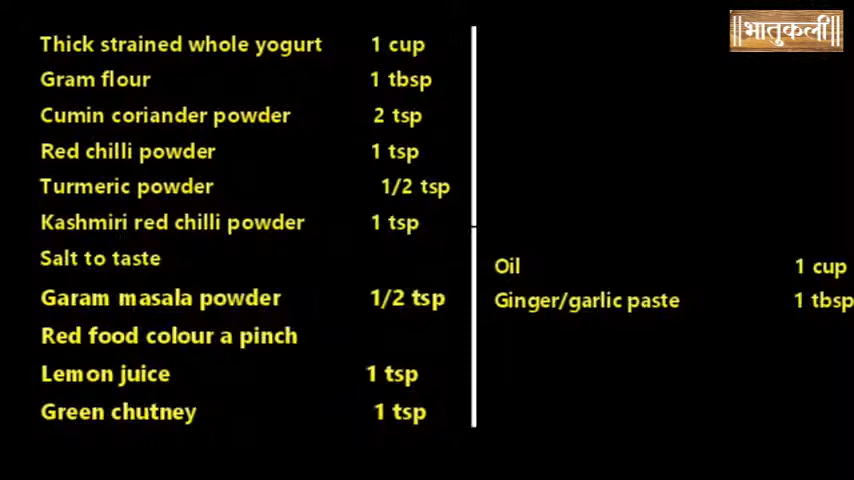 ॥भातुकली॥
Thick strained whole yogurt 1 cup
Gram flour 1 tbsp
Cumin coriander powder 2 tsp
Red chilli powder 1 tsp
Turmeric powder 1/2 tsp
Kashmiri red chilli powder 1 tsp
Salt to taste
Garam masala powder 1/2 tsp
Red food colour a pinch
Lemon juice 1 tsp
Green chutney 1 tsp
Oil 1 cup
Ginger/garlic paste 1 tbsp